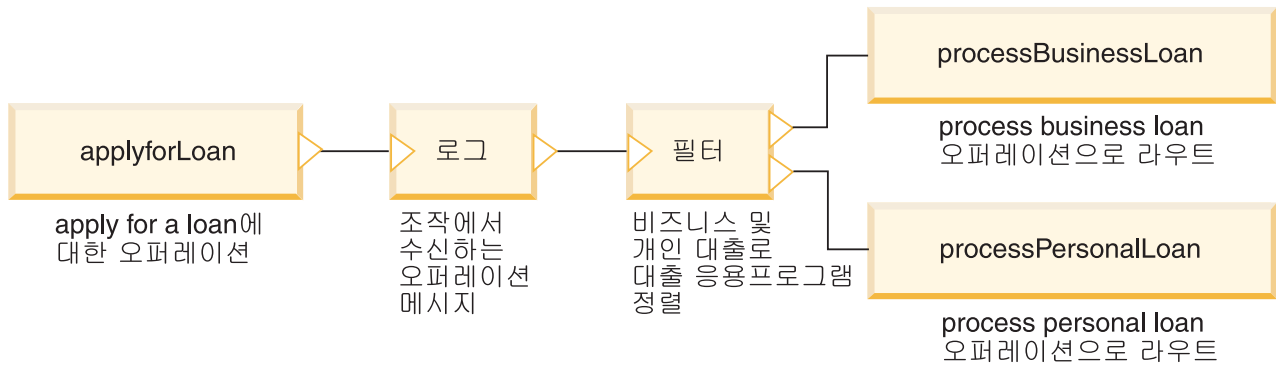 applyforLoan
apply for a loan에
대한 오퍼레이션
로그
조작에서
수신하는
오퍼레이션
메시지
필터
비즈니스 및
개인 대출로
대출 응용프로그램
정렬
processBusinessLoan
process business loan
오퍼레이션으로 라우트
processPersonalLoan
process personal loan
오퍼레이션으로 라우트